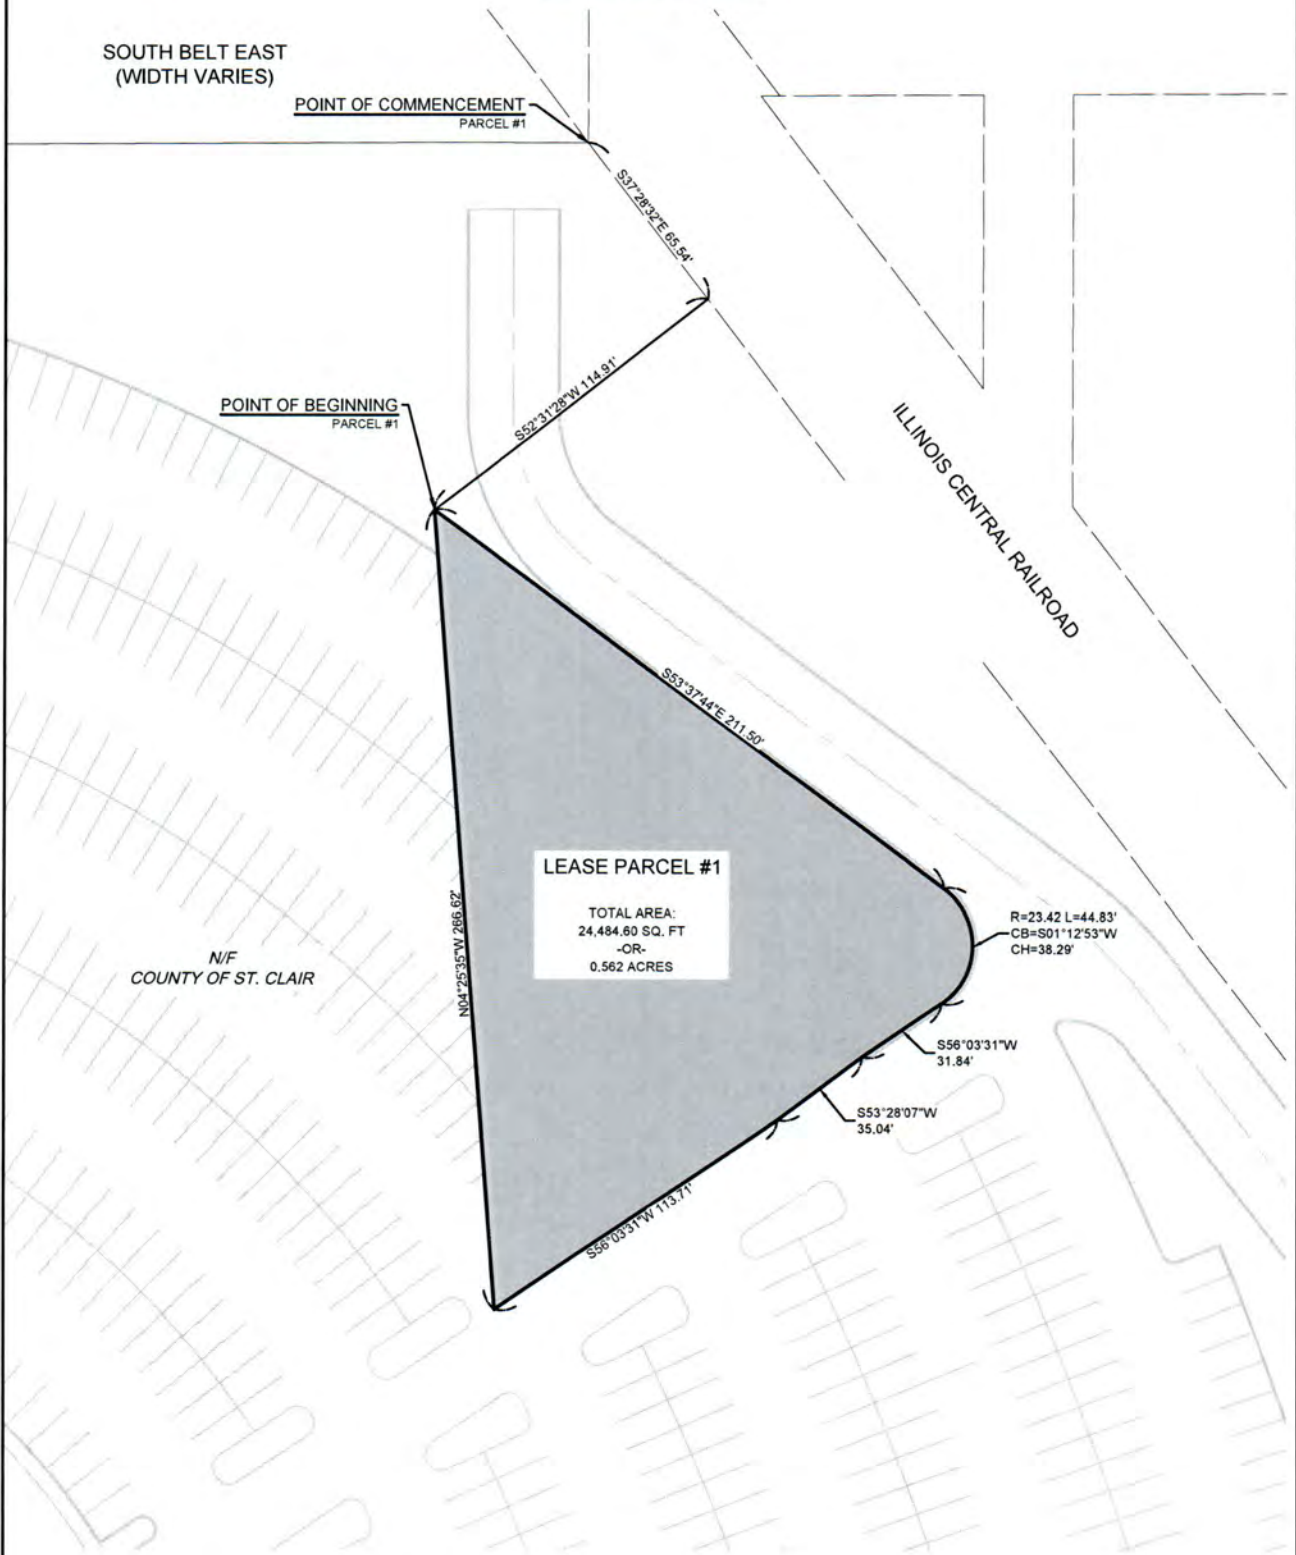 SOUTH BELT EAST
(WIDTH VARIES)
POINT OF COMMENCEMENT
PARCEL #1
S37°28'32"E 65.54'
S52°31'28"W 114.91'
POINT OF BEGINNING
PARCEL #1
ILLINOIS CENTRAL RAILROAD
S53°37'44"E 211.50'
LEASE PARCEL #1
TOTAL AREA:
24,484.60 SQ. FT
-OR-
0.562 ACRES
N04°25'35"W 266.62'
R=23.42 L=44.83'
CB=S01°12'53"W
CH=38.29'
N/F
COUNTY OF ST. CLAIR
S56°03'31"W
31.84'
S53°28'07"W
35.04'
S56°03'31"W 113.71'